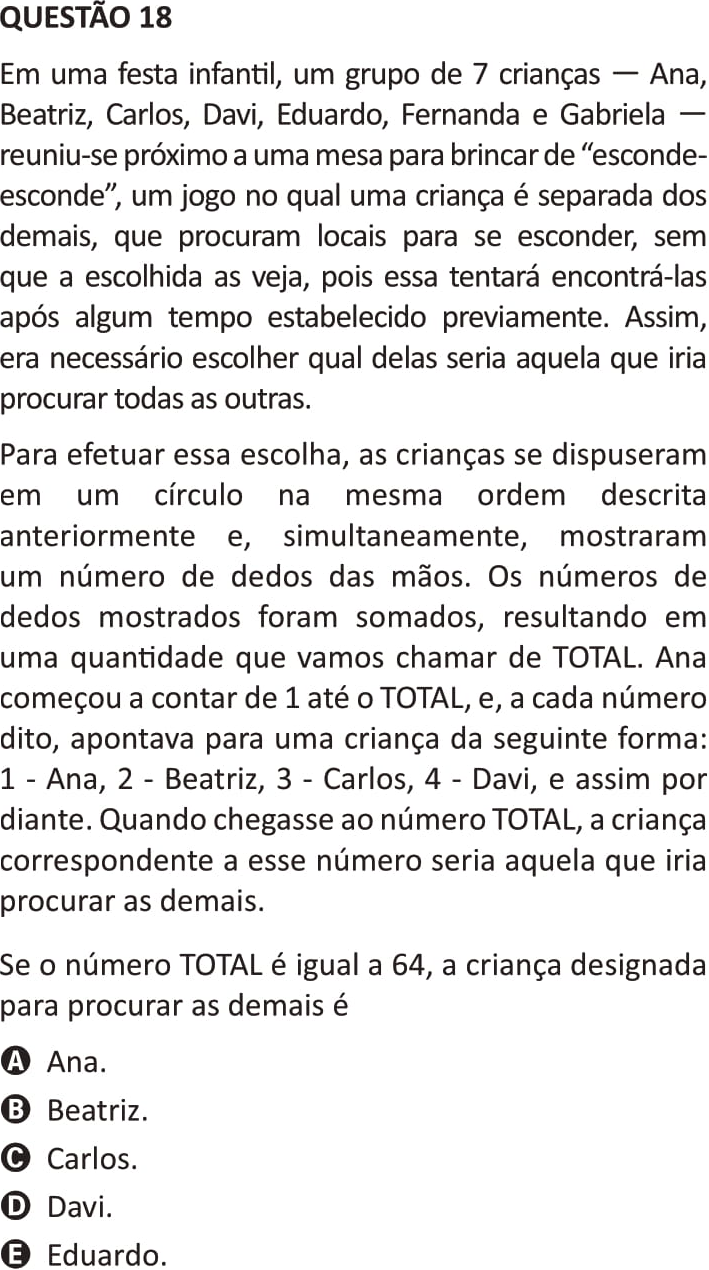 QUESTÃO 18
Em uma festa infantil, um grupo de 7 crianças — Ana,
Beatriz, Carlos, Davi, Eduardo, Fernanda e Gabriela —
reuniu-se próximo a uma mesa para brincar de “esconde-
esconde”, um jogo no qual uma criança é separada dos
demais, que procuram locais para se esconder, sem
que a escolhida as veja, pois essa tentará encontrá-las
após algum tempo estabelecido previamente. Assim,
era necessário escolher qual delas seria aquela que iria
procurar todas as outras.
Para efetuar essa escolha, as crianças se dispuseram
em um círculo na mesma ordem descrita
anteriormente e, simultaneamente, mostraram
um número de dedos das mãos. Os números de
dedos mostrados foram somados, resultando em
uma quantidade que vamos chamar de TOTAL. Ana
começou a contar de 1 até o TOTAL, e, a cada número
dito, apontava para uma criança da seguinte forma:
1 - Ana, 2 - Beatriz, 3 - Carlos, 4 - Davi, e assim por
diante. Quando chegasse ao número TOTAL, a criança
correspondente a esse número seria aquela que iria
procurar as demais.
Se o número TOTAL é igual a 64, a criança designada
para procurar as demais é
A Ana.
B Beatriz.
C Carlos.
D Davi.
E Eduardo.